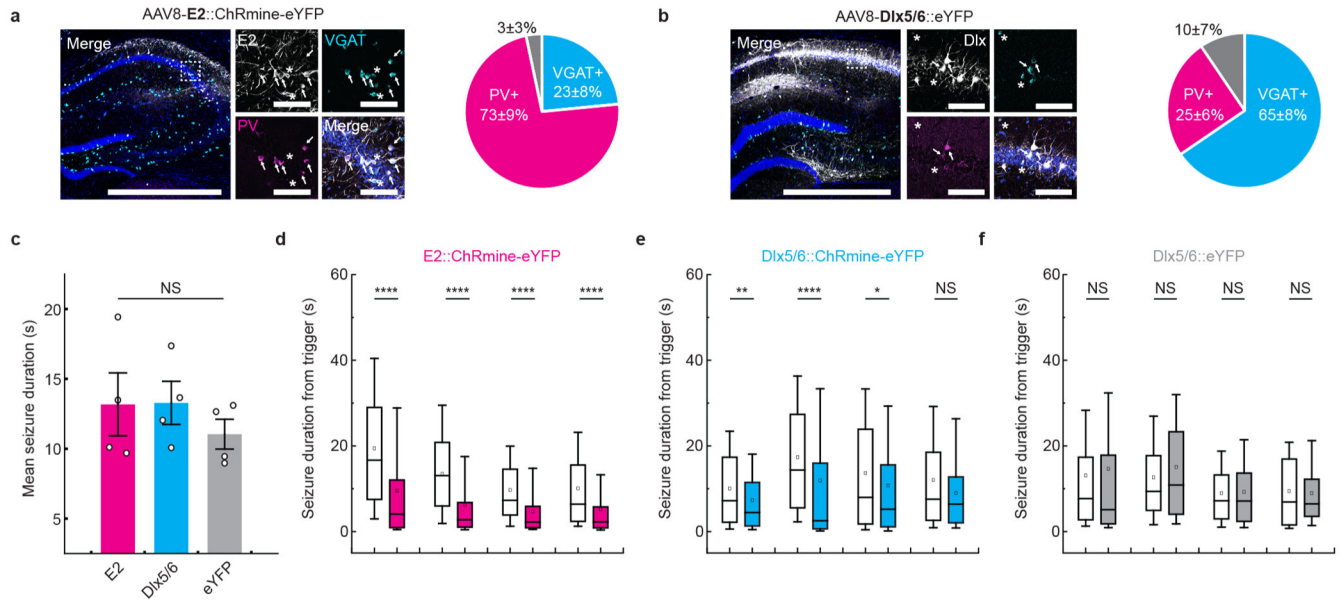 a
AAV8-E2::ChRmine-eYFP
Merge
E2
VGAT
PV
Merge
3±3%
VGAT+
23±8%
PV+
73±9%
b
AAV8-Dlx5/6::eYFP
Merge
*
Dlx
*
*
*
*
*
*
*
10±7%
PV+
25±6%
VGAT+
65±8%
c
NS
Mean seizure duration (s)
20
15
10
5
E2
Dlx5/6
eYFP
d
E2::ChRmine-eYFP
Seizure duration from trigger (s)
60
40
20
0
****
****
****
****
e
Dlx5/6::ChRmine-eYFP
Seizure duration from trigger (s)
60
40
20
0
**
****
*
NS
f
Dlx5/6::eYFP
Seizure duration from trigger (s)
60
40
20
0
NS
NS
NS
NS